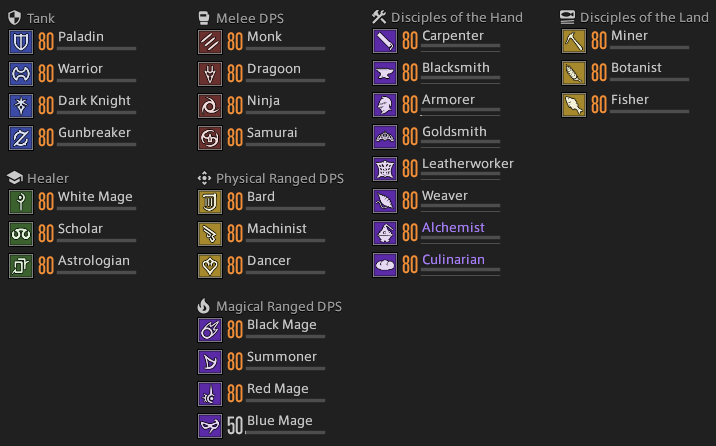 Tank
80 Paladin
80 Warrior
80 Dark Knight
80 Gunbreaker
Healer
80 White Mage
80 Scholar
80 Astrologian
Melee DPS
80 Monk
80 Dragoon
80 Ninja
80 Samurai
Physical Ranged DPS
80 Bard
80 Machinist
80 Dancer
Magical Ranged DPS
80 Black Mage
80 Summoner
80 Red Mage
50 Blue Mage
Disciples of the Hand
80 Carpenter
80 Blacksmith
80 Armorer
80 Goldsmith
80 Leatherworker
80 Weaver
80 Alchemist
80 Culinarian
Disciples of the Land
80 Miner
80 Botanist
80 Fisher